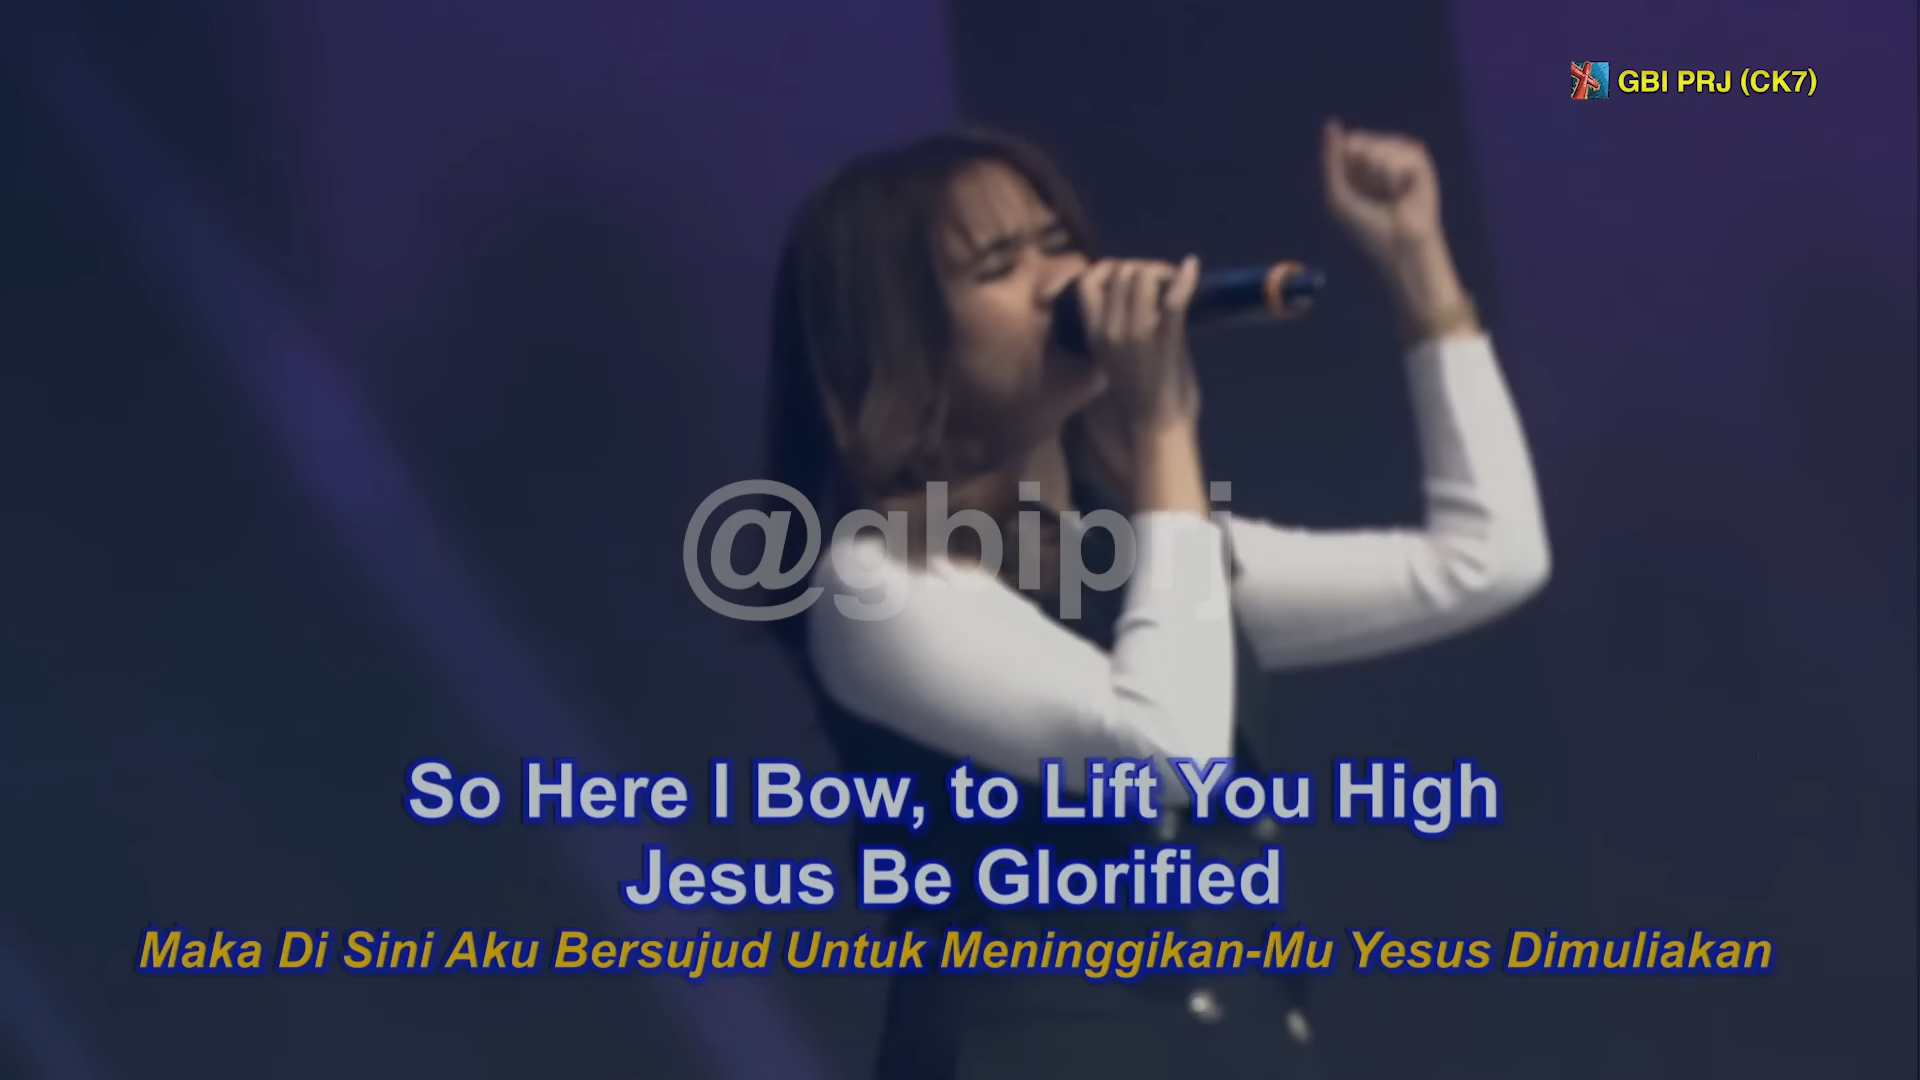 GBI PRJ (CK7)
@gbiprj
So Here I Bow, to Lift You High
Jesus Be Glorified
Maka Di Sini Aku Bersujud Untuk Meninggikan-Mu Yesus Dimuliakan